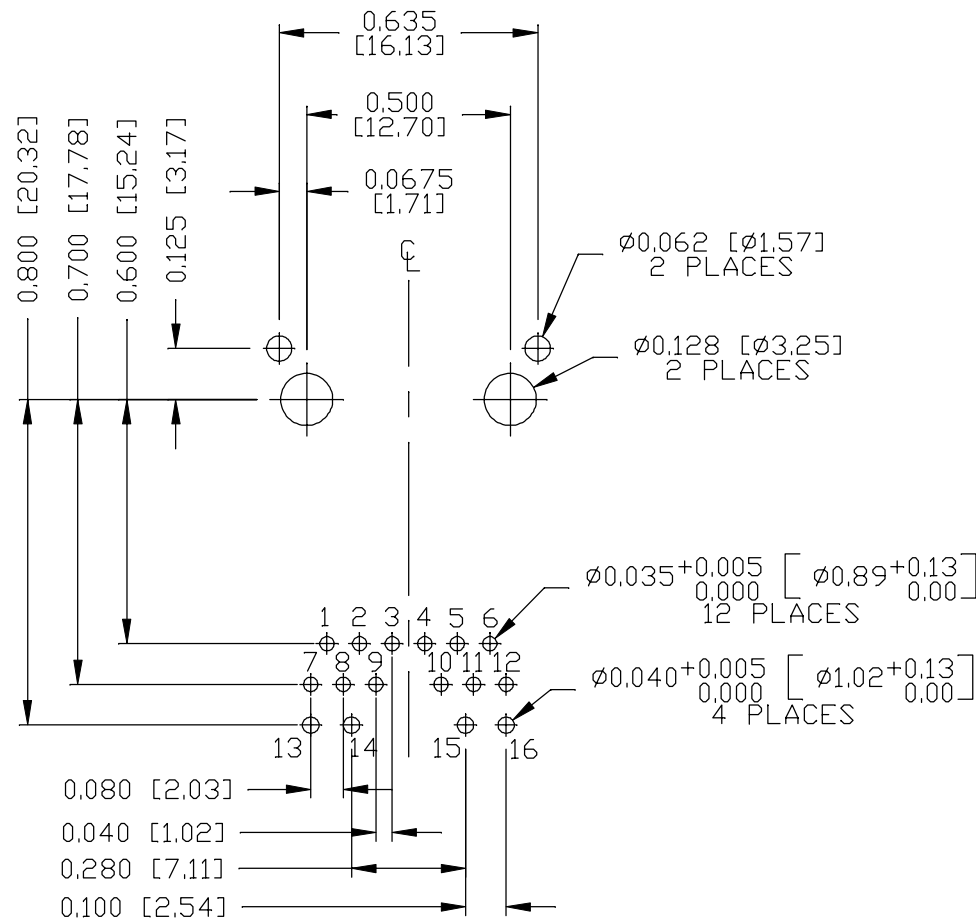 0.635
[16.13]
0.500
[12.70]
0.0675
[1.71]
0.800 [20.32]
0.700 [17.78]
0.600 [15.24]
0.125 [3.17]
℄
Ø0.062 [Ø1.57]
2 PLACES
Ø0.128 [Ø3.25]
2 PLACES
Ø0.035+0.005 [Ø0.89+0.13]
0.000 0.00
12 PLACES
1 2 3 4 5 6
7 8 9 10 11 12
Ø0.040+0.005 [Ø1.02+0.13]
0.000 0.00
4 PLACES
13 14 15 16
0.080 [2.03]
0.040 [1.02]
0.280 [7.11]
0.100 [2.54]